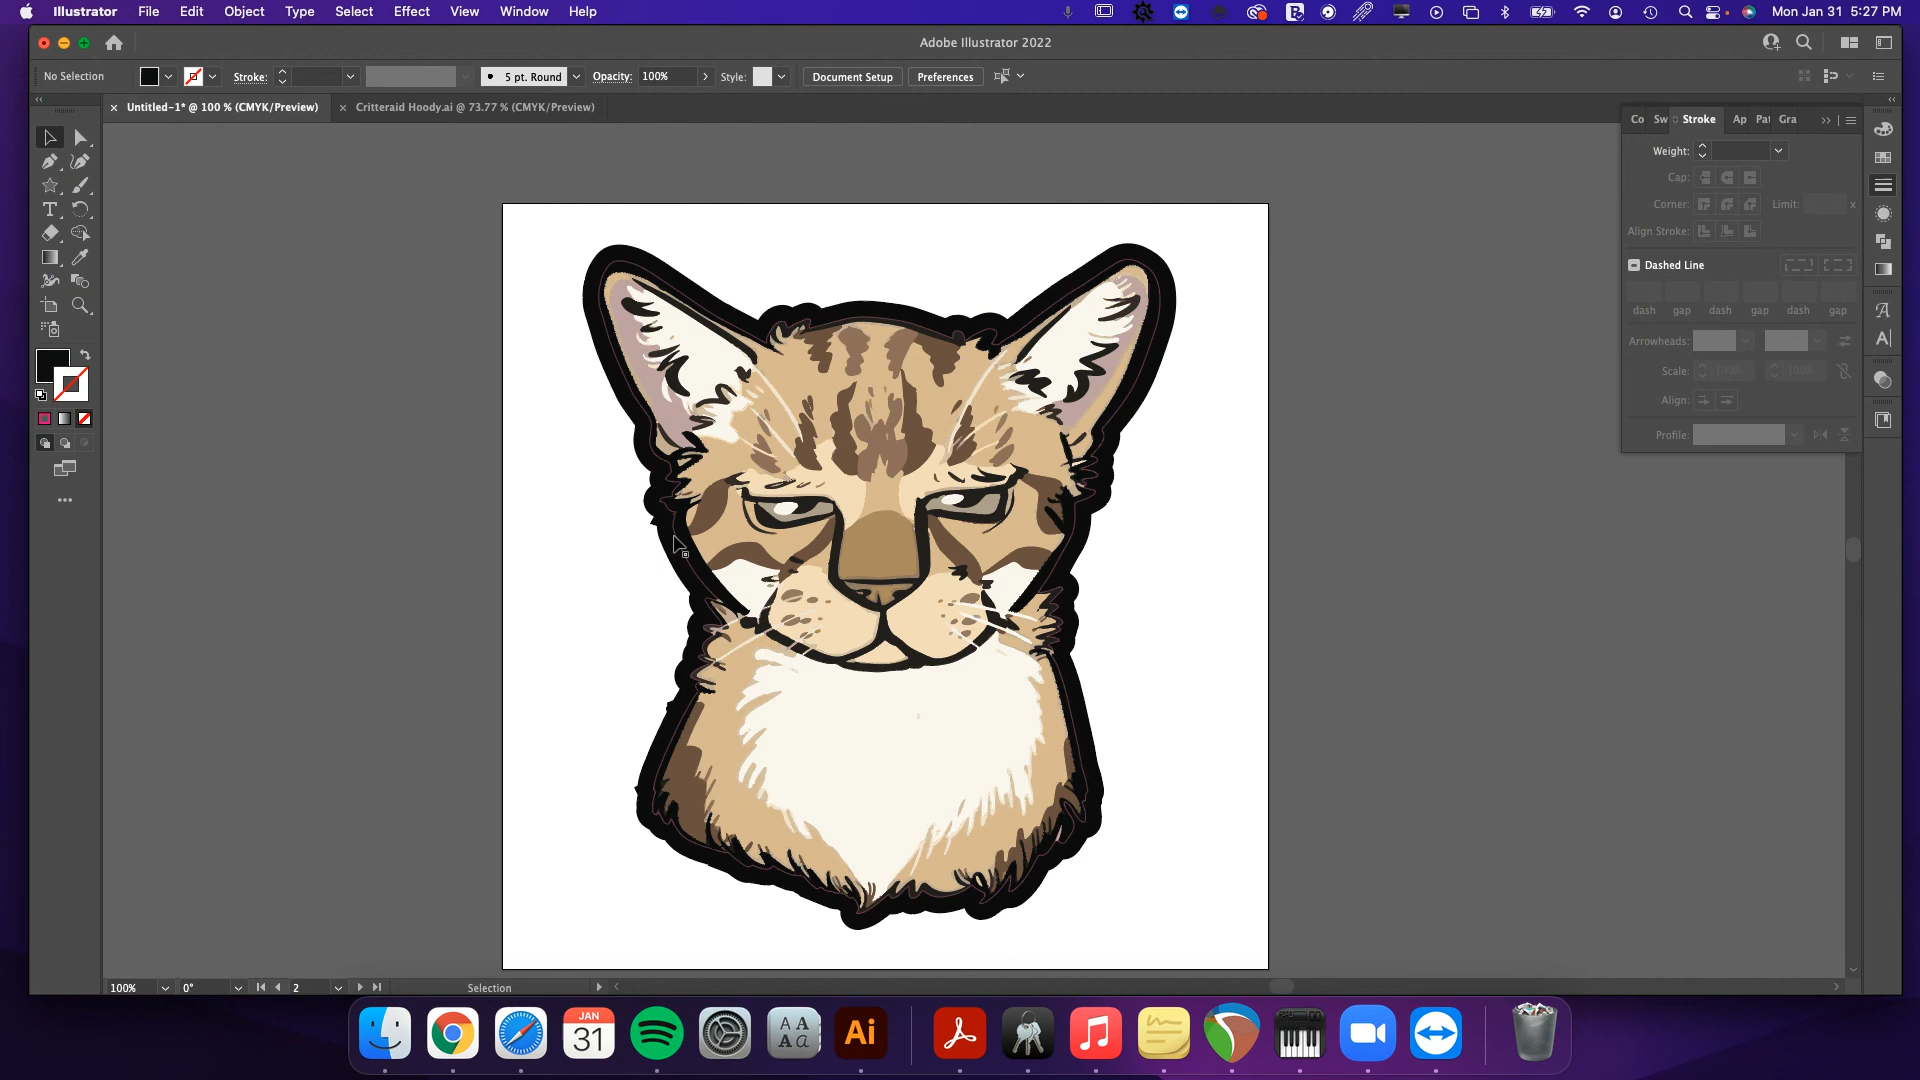 Illustrator File Edit Object Type Select Effect View Window Help
Mon Jan 31 5:27 PM
Adobe Illustrator 2022
No Selection
Stroke:
5 pt. Round
Opacity: 100%
Style:
Document Setup
Preferences
× Untitled-1* @ 100 % (CMYK/Preview)
× Critteraid Hoody.ai @ 73.77 % (CMYK/Preview)
Co Sw Stroke Ap Pat Gra
Weight:
Cap:
Corner:
Limit: x
Align Stroke:
Dashed Line
dash gap dash gap dash gap
Arrowheads:
Scale: 100% 100%
Align:
Profile:
100%
0°
2
Selection
JAN
31
A A
A a
Ai